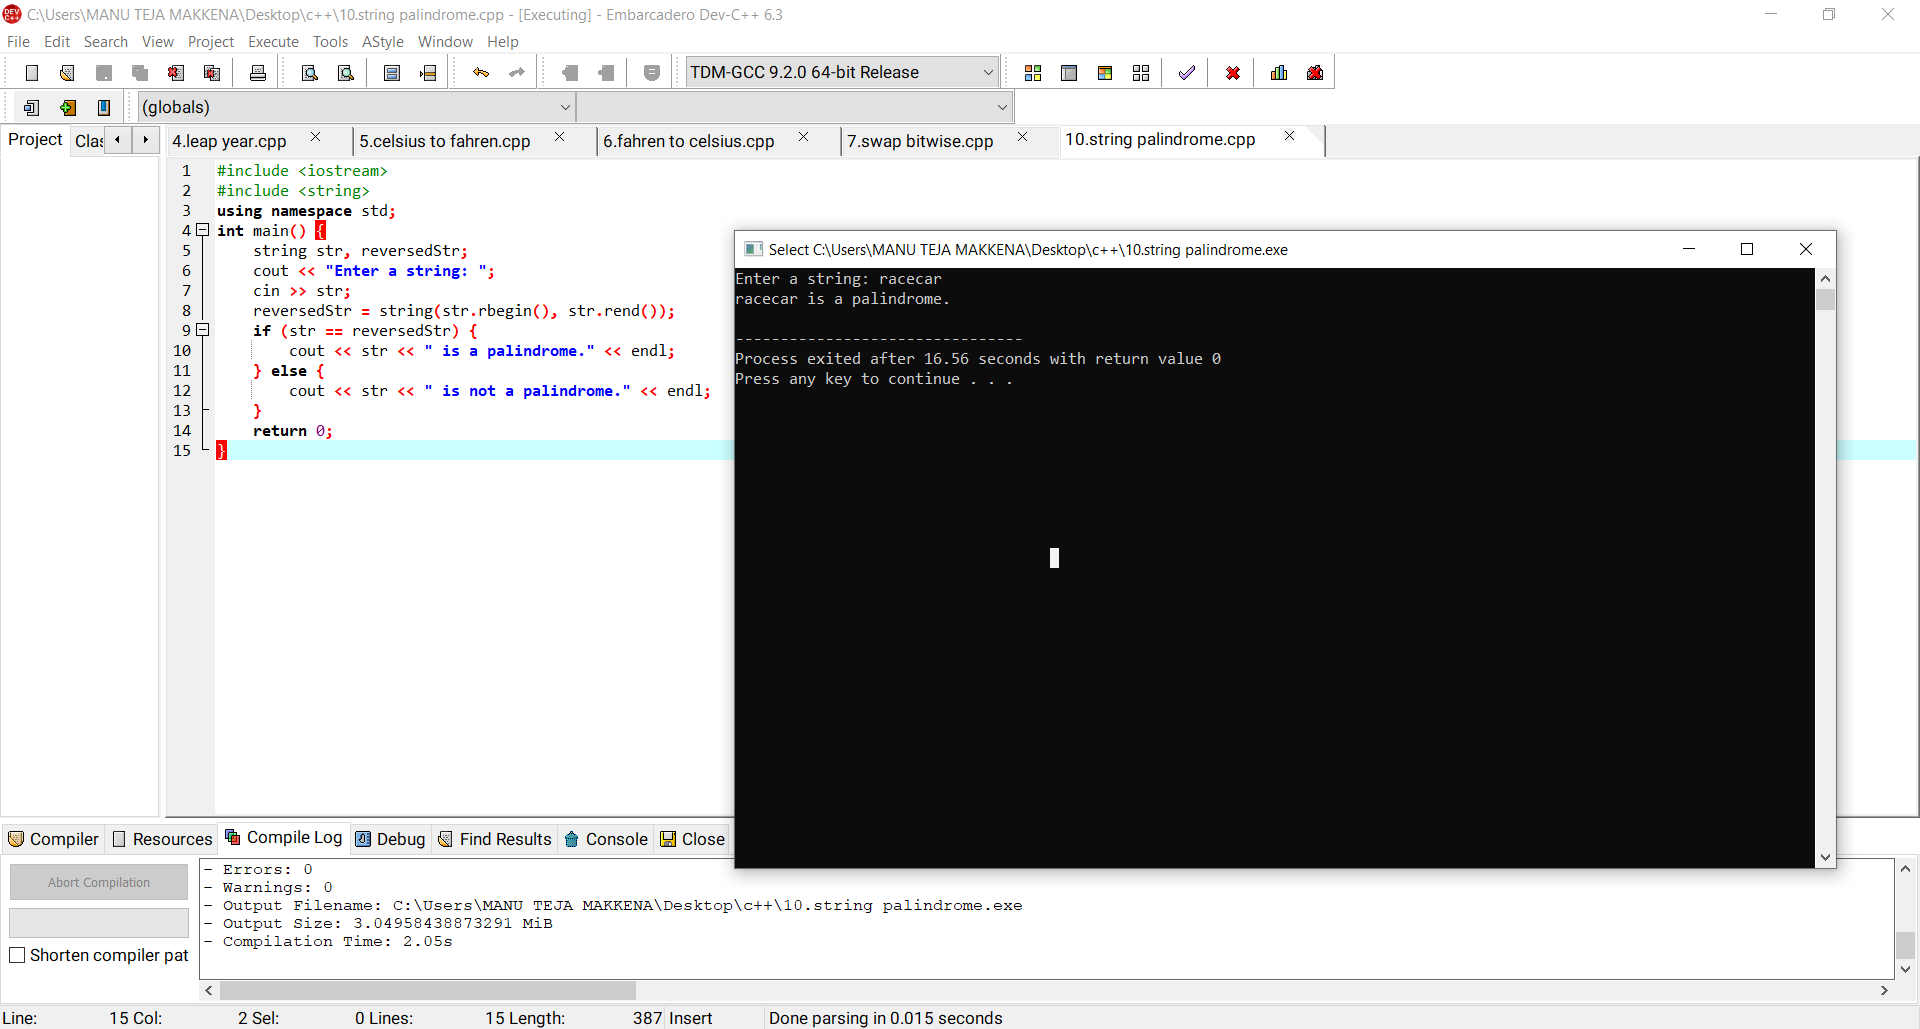 C:\Users\MANU TEJA MAKKENA\Desktop\c++\10.string palindrome.cpp - [Executing] - Embarcadero Dev-C++ 6.3
File Edit Search View Project Execute Tools AStyle Window Help
TDM-GCC 9.2.0 64-bit Release
(globals)
Project Clas 4.leap year.cpp 5.celsius to fahren.cpp 6.fahren to celsius.cpp 7.swap bitwise.cpp 10.string palindrome.cpp
1 #include <iostream>
2 #include <string>
3 using namespace std;
4 int main() {
5 string str, reversedStr;
6 cout << "Enter a string: ";
7 cin >> str;
8 reversedStr = string(str.rbegin(), str.rend());
9 if (str == reversedStr) {
10 cout << str << " is a palindrome." << endl;
11 } else {
12 cout << str << " is not a palindrome." << endl;
13 }
14 return 0;
15 }
Select C:\Users\MANU TEJA MAKKENA\Desktop\c++\10.string palindrome.exe
Enter a string: racecar
racecar is a palindrome.
--------------------------------
Process exited after 16.56 seconds with return value 0
Press any key to continue . . .
Compiler Resources Compile Log Debug Find Results Console Close
Abort Compilation
Shorten compiler pat
- Errors: 0
- Warnings: 0
- Output Filename: C:\Users\MANU TEJA MAKKENA\Desktop\c++\10.string palindrome.exe
- Output Size: 3.04958438873291 MiB
- Compilation Time: 2.05s
Line: 15 Col: 2 Sel: 0 Lines: 15 Length: 387 Insert Done parsing in 0.015 seconds